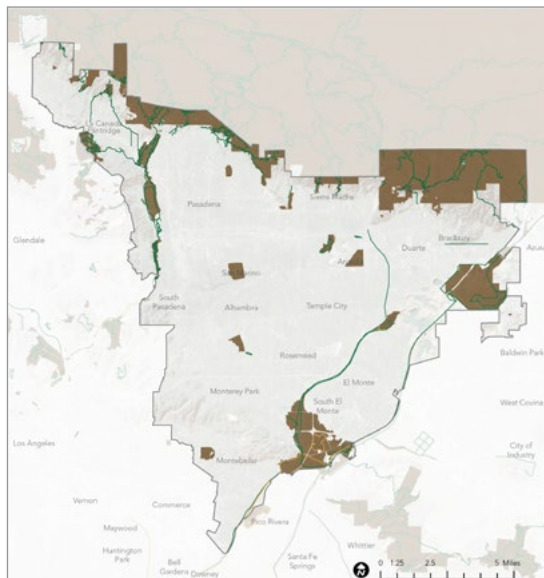 La Cañada
Flintridge
Pasadena
Sierra Madre
Glendale
Bradbury
Duarte
Azusa
Arcadia
San Marino
South
Pasadena
Alhambra
Temple City
Baldwin Park
Rosemead
El Monte
Monterey Park
South El
Monte
West Covina
Los Angeles
City of
Industry
Montebello
Vernon
Commerce
Pico Rivera
Maywood
Whittier
Huntington
Park
Bell
Gardens
Downey
Santa Fe
Springs
N
0 1.25 2.5 5 Miles